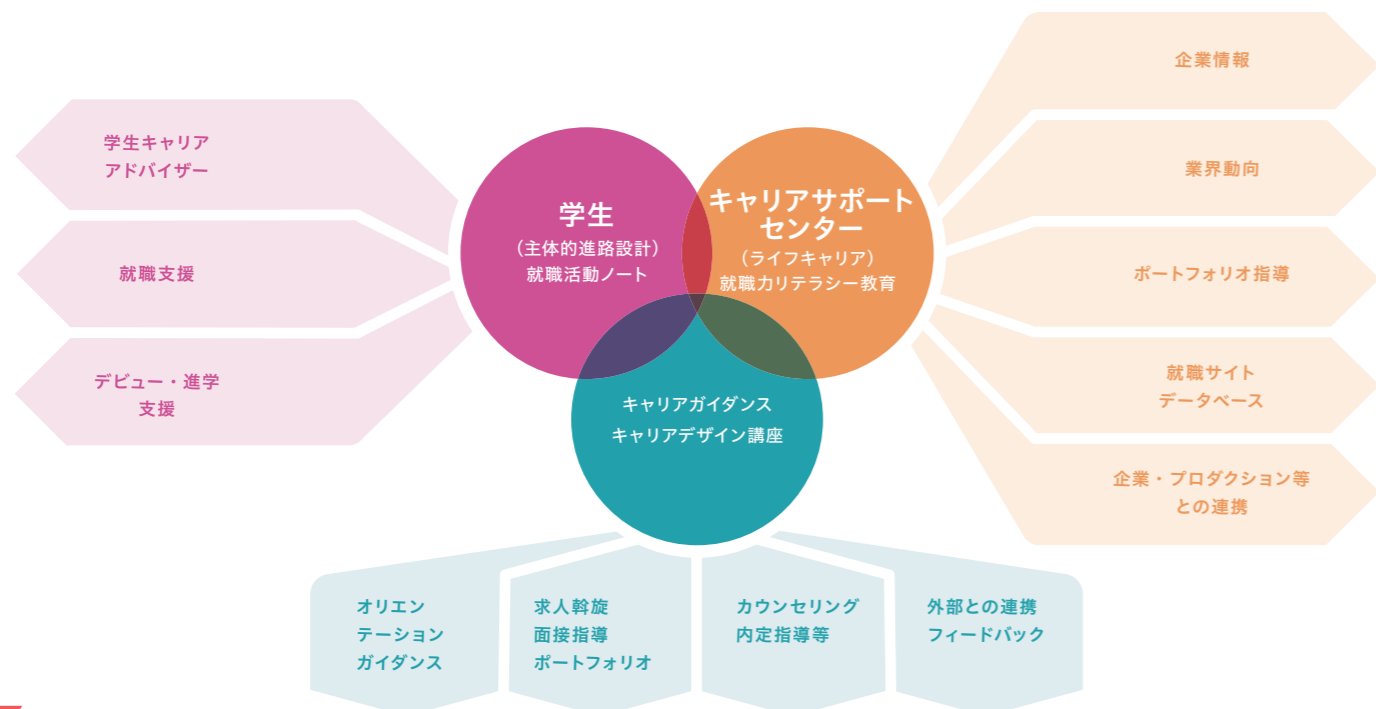 学生キャリア
アドバイザー
就職支援
デビュー・進学
支援
学生
（主体的進路設計）
就職活動ノート
キャリアサポート
センター
（ライフキャリア）
就職力リテラシー教育
キャリアガイダンス
キャリアデザイン講座
企業情報
業界動向
ポートフォリオ指導
就職サイト
データベース
企業・プロダクション等
との連携
オリエン
テーション
ガイダンス
求人斡旋
面接指導
ポートフォリオ
カウンセリング
内定指導等
外部との連携
フィードバック